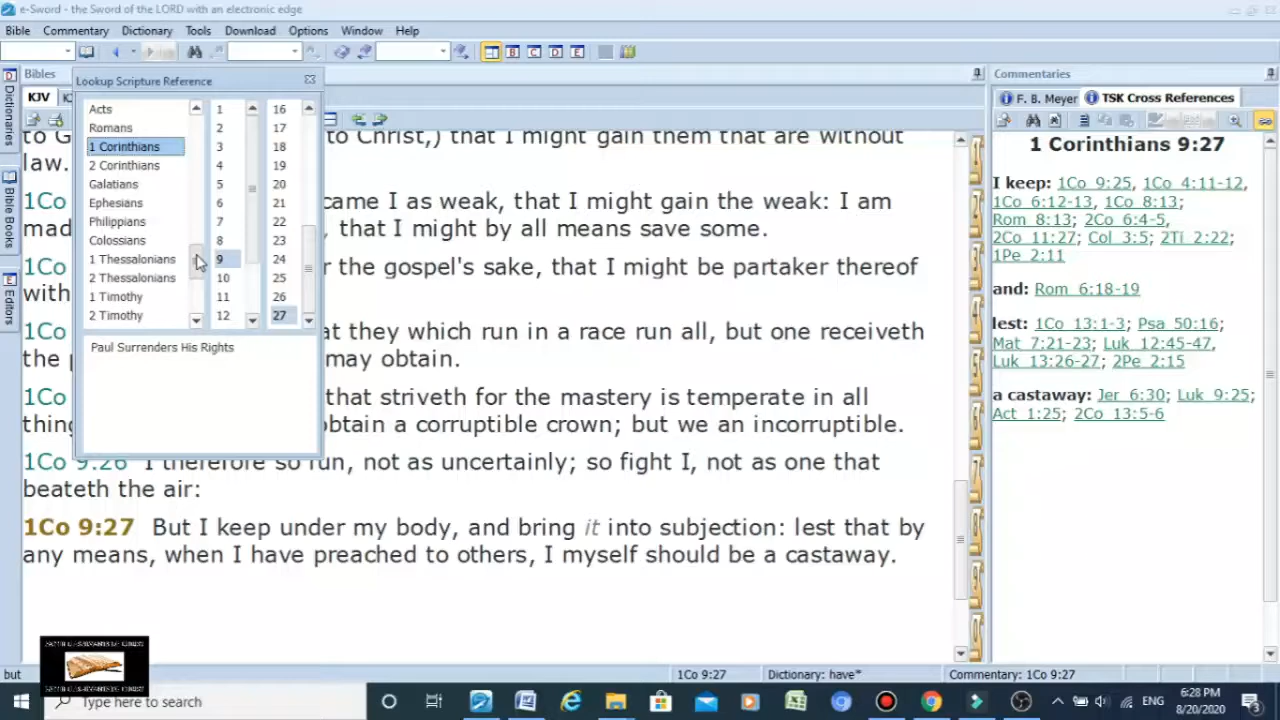 e-Sword - the Sword of the LORD with an electronic edge
Bible Commentary Dictionary Tools Options Download Window Help
Bibles
Lookup Scripture Reference
Commentaries
KJV
F. B. Meyer TSK Cross References
Dictionaries
Bible Books
Editors
Acts 1 16
Romans 2 17
1 Corinthians 3 18
2 Corinthians 4 19
Galatians 5 20
Ephesians 6 21
Philippians 7 22
Colossians 8 23
1 Thessalonians 9 24
2 Thessalonians 10 25
1 Timothy 11 26
2 Timothy 12 27
Paul Surrenders His Rights
to G to Christ,) that I might gain them that are without
law.
1Co came I as weak, that I might gain the weak: I am
mad , that I might by all means save some.
1Co r the gospel's sake, that I might be partaker thereof
with
1Co at they which run in a race run all, but one receiveth
the p may obtain.
1Co that striveth for the mastery is temperate in all
thing obtain a corruptible crown; but we an incorruptible.
1Co 9:26 I therefore so run, not as uncertainly; so fight I, not as one that
beateth the air:
1Co 9:27 But I keep under my body, and bring it into subjection: lest that by
any means, when I have preached to others, I myself should be a castaway.
1 Corinthians 9:27
I keep: 1Co 9:25, 1Co 4:11-12,
1Co 6:12-13, 1Co 8:13;
Rom 8:13; 2Co 6:4-5,
2Co 11:27; Col 3:5; 2Ti 2:22;
1Pe 2:11
and: Rom 6:18-19
lest: 1Co 13:1-3; Psa 50:16;
Mat 7:21-23; Luk 12:45-47,
Luk 13:26-27; 2Pe 2:15
a castaway: Jer 6:30; Luk 9:25;
Act 1:25; 2Co 13:5-6
but 1Co 9:27 Dictionary: have* Commentary: 1Co 9:27
Type here to search
ENG
6:28 PM
8/20/2020
3